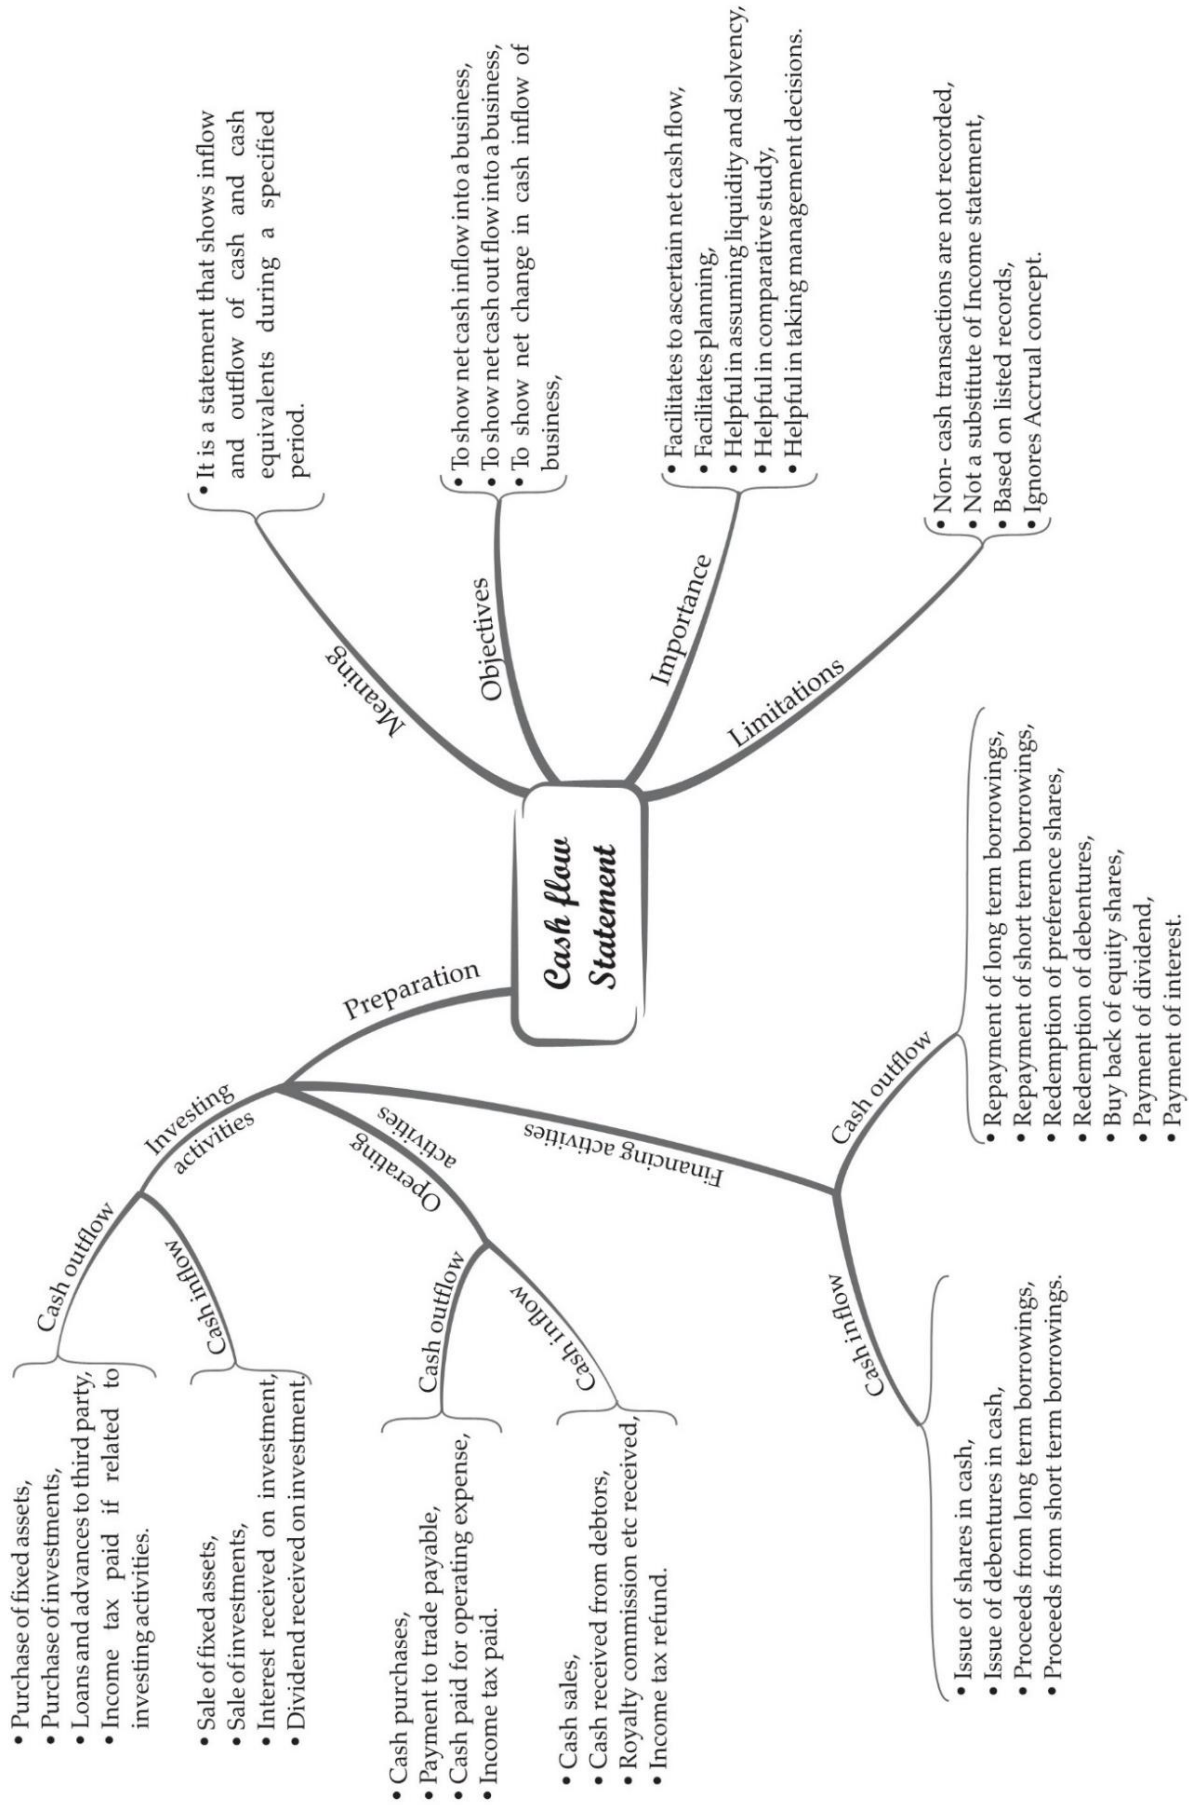 Cash flow
Statement
Meaning
• It is a statement that shows inflow
and outflow of cash and cash
equivalents during a specified
period.
Objectives
• To show net cash inflow into a business,
• To show net cash out flow into a business,
• To show net change in cash inflow of
business,
Importance
• Facilitates to ascertain net cash flow,
• Facilitates planning,
• Helpful in assuming liquidity and solvency,
• Helpful in comparative study,
• Helpful in taking management decisions.
Limitations
• Non- cash transactions are not recorded,
• Not a substitute of Income statement,
• Based on listed records,
• Ignores Accrual concept.
Preparation
Investing
activities
Cash outflow
• Purchase of fixed assets,
• Purchase of investments,
• Loans and advances to third party,
• Income tax paid if related to
investing activities.
Cash inflow
• Sale of fixed assets,
• Sale of investments,
• Interest received on investment,
• Dividend received on investment.
Operating
activities
Cash outflow
• Cash purchases,
• Payment to trade payable,
• Cash paid for operating expense,
• Income tax paid.
Cash inflow
• Cash sales,
• Cash received from debtors,
• Royalty commission etc received,
• Income tax refund.
Financing activities
Cash inflow
• Issue of shares in cash,
• Issue of debentures in cash,
• Proceeds from long term borrowings,
• Proceeds from short term borrowings.
Cash outflow
• Repayment of long term borrowings,
• Repayment of short term borrowings,
• Redemption of preference shares,
• Redemption of debentures,
• Buy back of equity shares,
• Payment of dividend,
• Payment of interest.